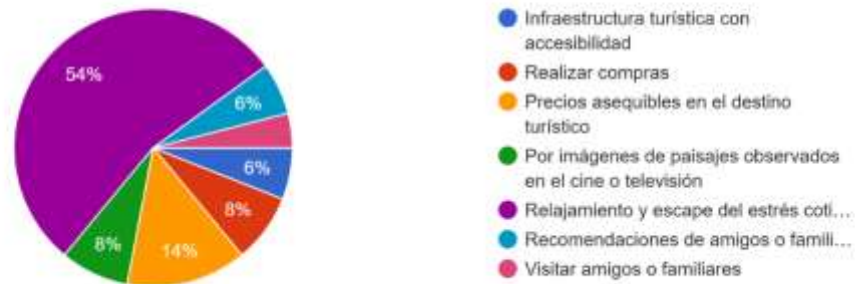 54%
6%
6%
8%
14%
8%
Infraestructura turística con
accesibilidad
Realizar compras
Precios asequibles en el destino
turístico
Por imágenes de paisajes observados
en el cine o televisión
Relajamiento y escape del estrés coti...
Recomendaciones de amigos o famili...
Visitar amigos o familiares